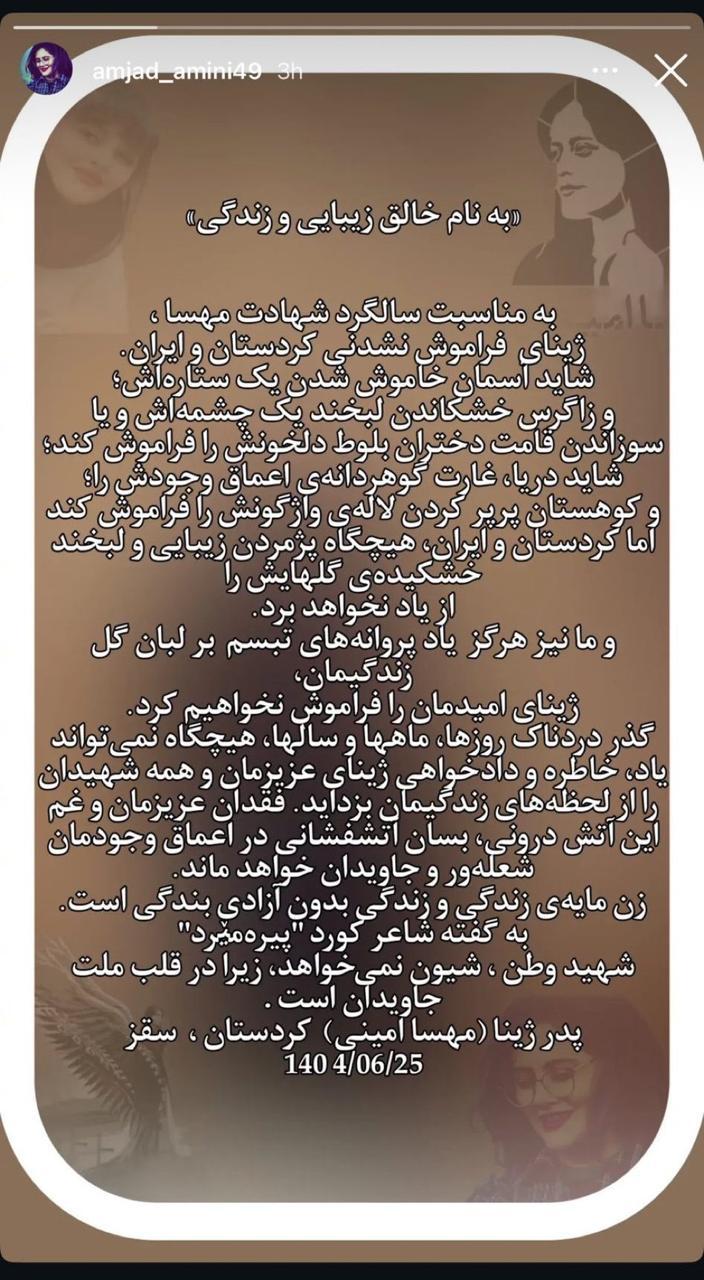 amjad_amini49 3h
«به نام خالق زیبایی و زندگی»
به مناسبت سالگرد شهادت مهسا ،
ژینای فراموش نشدنی کردستان و ایران.
شاید آسمان خاموش شدن یک ستاره‌اش؛
و زاگرس خشکاندن لبخند یک چشمه‌اش و یا
سوزاندن قامت دختران بلوط دلخونش را فراموش کند؛
شاید دریا، غارت گوهردانه‌ی اعماق وجودش را؛
و کوهستان پرپر کردن لاله‌ی واژگونش را فراموش کند
اما کردستان و ایران، هیچگاه پژمردن زیبایی و لبخند
خشکیده‌ی گلهایش را
از یاد نخواهد برد.
و ما نیز هرگز یاد پروانه‌های تبسم بر لبان گل
زندگیمان،
ژینای امیدمان را فراموش نخواهیم کرد.
گذر دردناک روزها، ماهها و سالها، هیچگاه نمی‌تواند
یاد، خاطره و دادخواهی ژینای عزیزمان و همه شهیدان
را از لحظه‌های زندگیمان بزداید. فقدان عزیزمان و غم
این آتش درونی، بسان آتشفشانی در اعماق وجودمان
شعله‌ور و جاویدان خواهد ماند.
زن مایه‌ی زندگی و زندگی بدون آزادی بندگی است.
به گفته شاعر کورد "پیره‌مێرد"
شهید وطن ، شیون نمی‌خواهد، زیرا در قلب ملت
جاویدان است .
پدر ژینا (مهسا امینی) کردستان ، سقز
140 4/06/25